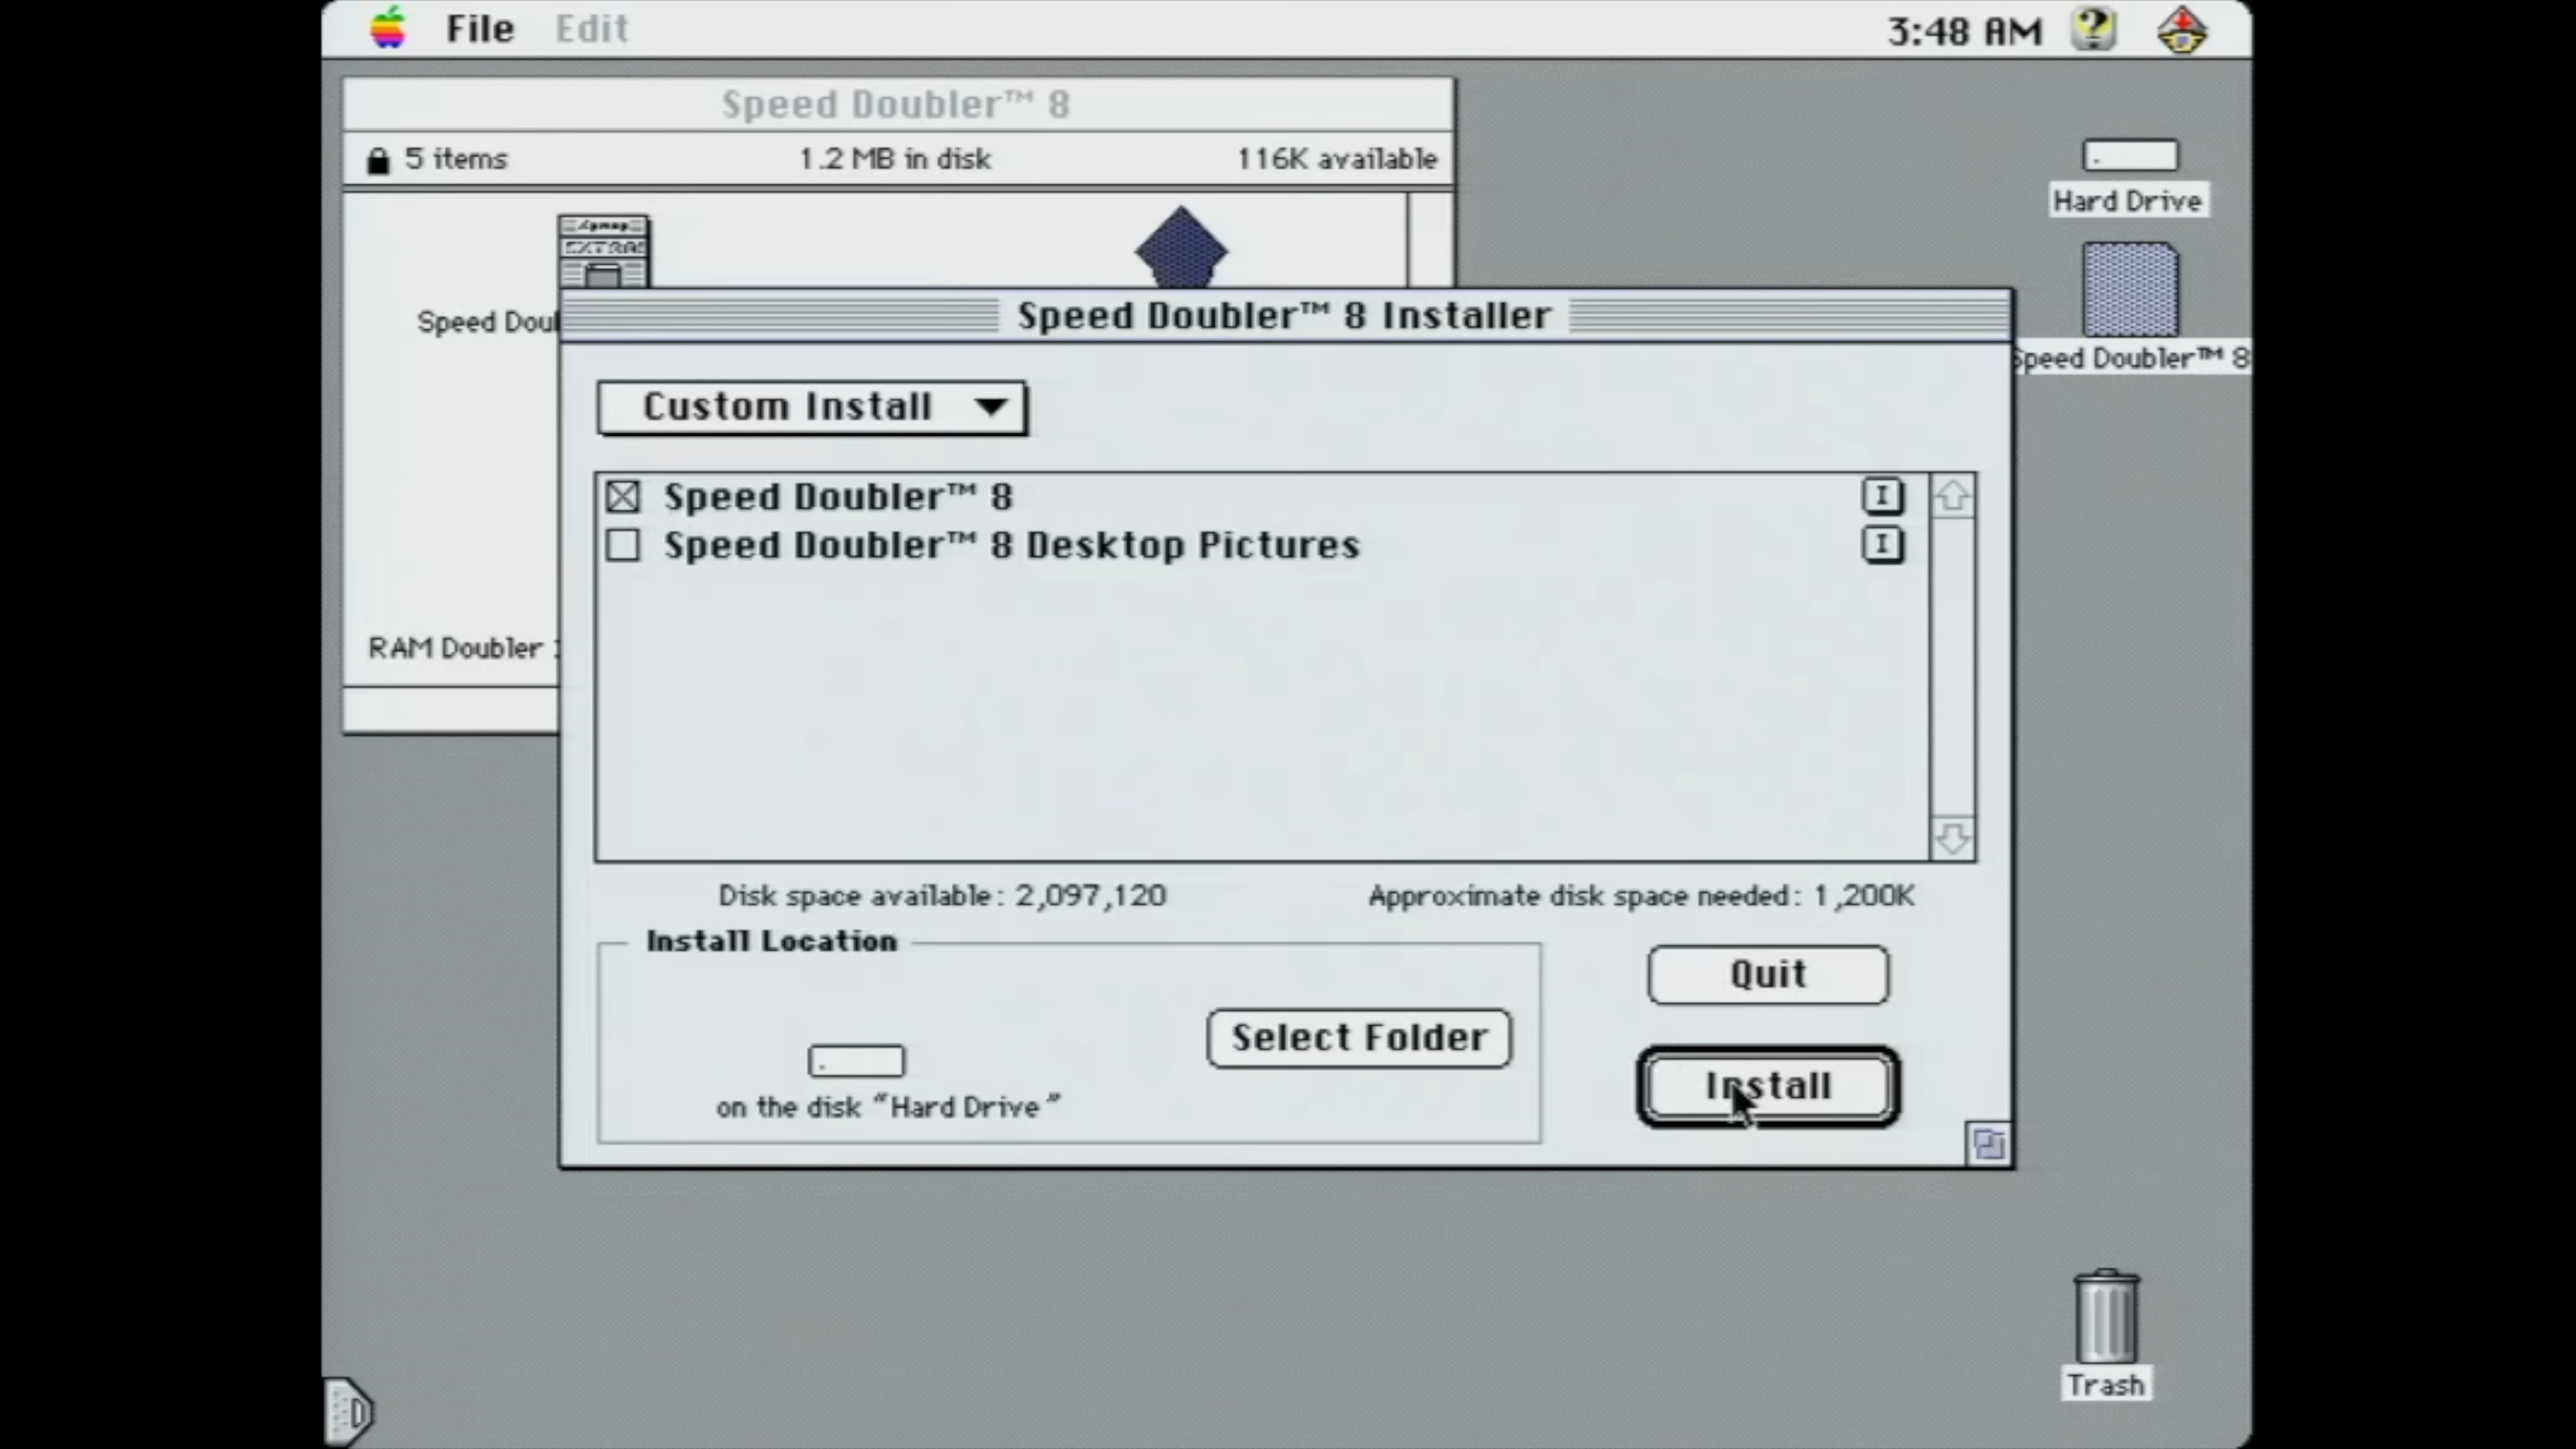 File Edit 3:48 AM
Speed Doubler™ 8
5 items 1.2 MB in disk 116K available
EXTRA
Hard Drive
Speed Doubler™ 8
Speed Doul
Speed Doubler™ 8 Installer
Custom Install
Speed Doubler™ 8 I
Speed Doubler™ 8 Desktop Pictures I
RAM Doubler
Disk space available: 2,097,120 Approximate disk space needed: 1,200K
Install Location
Quit
Select Folder
Install
on the disk “Hard Drive”
Trash